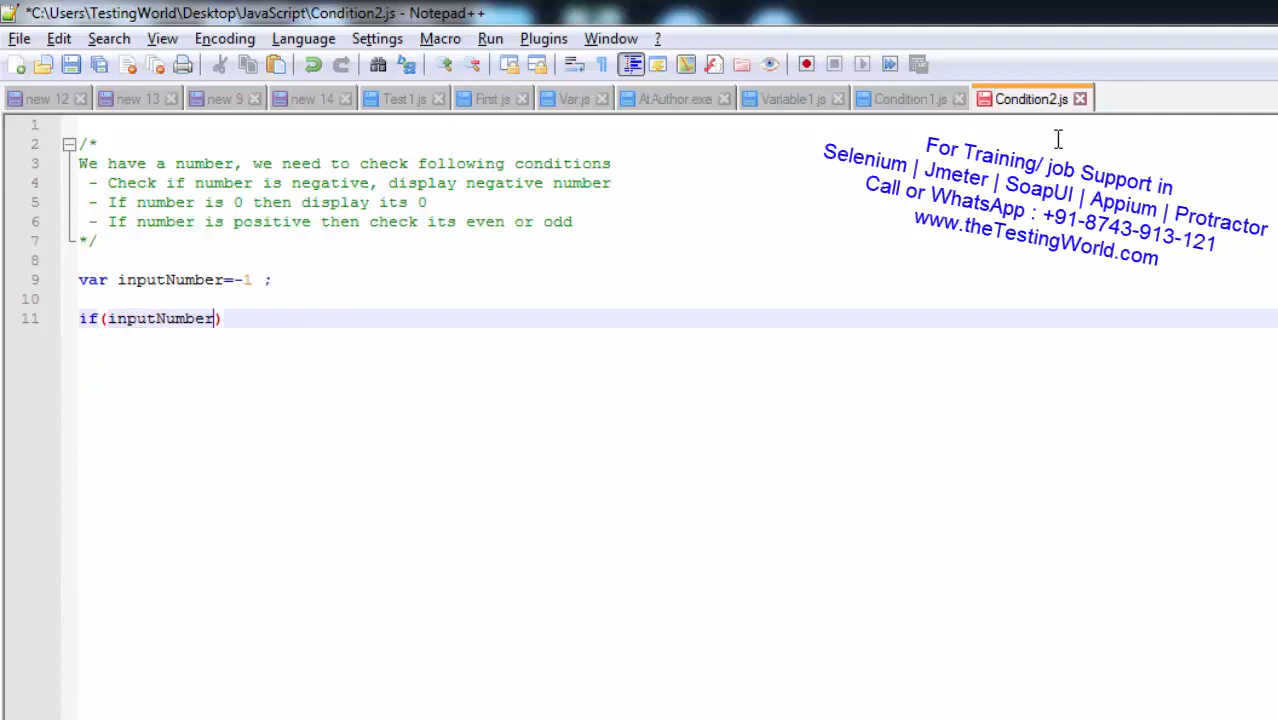 *C:\Users\TestingWorld\Desktop\JavaScript\Condition2.js - Notepad++
File Edit Search View Encoding Language Settings Macro Run Plugins Window ?
new 12 new 13 new 9 new 14 Test1.js First.js Var.js AtAuthor.exe Variable1.js Condition1.js Condition2.js
1
2 /*
3 We have a number, we need to check following conditions
4 - Check if number is negative, display negative number
5 - If number is 0 then display its 0
6 - If number is positive then check its even or odd
7 */
8
9 var inputNumber=-1 ;
10
11 if(inputNumber)
For Training/ job Support in
Selenium | Jmeter | SoapUI | Appium | Protractor
Call or WhatsApp : +91-8743-913-121
www.theTestingWorld.com